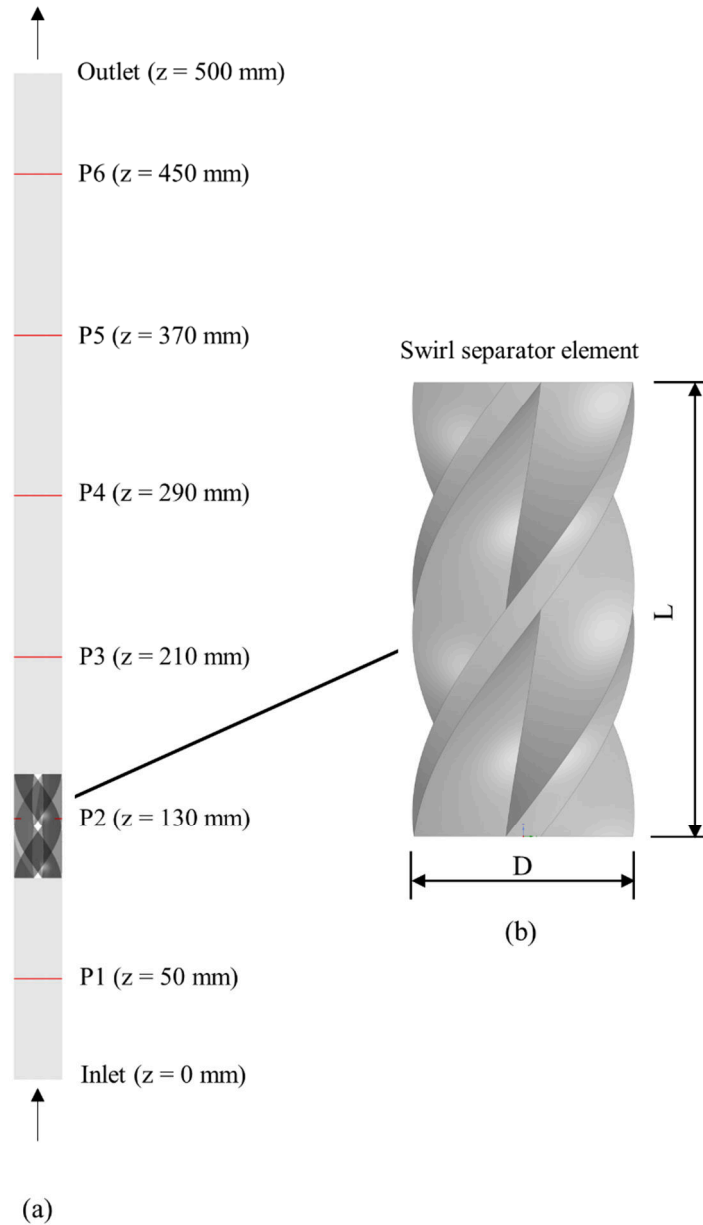 Outlet (z = 500 mm)
P6 (z = 450 mm)
P5 (z = 370 mm)
Swirl separator element
P4 (z = 290 mm)
L
P3 (z = 210 mm)
P2 (z = 130 mm)
D
(b)
P1 (z = 50 mm)
Inlet (z = 0 mm)
(a)